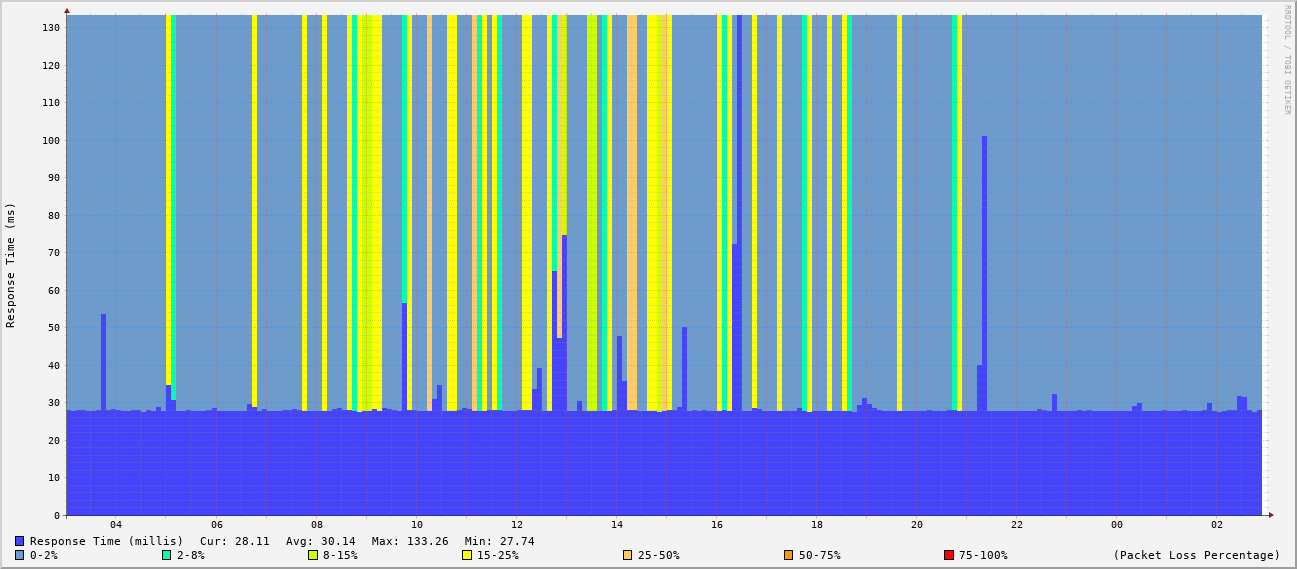 RRDTOOL / TOBI OETIKER
Response Time (ms)
130
120
110
100
90
80
70
60
50
40
30
20
10
0
04 06 08 10 12 14 16 18 20 22 00 02
Response Time (millis) Cur: 28.11 Avg: 30.14 Max: 133.26 Min: 27.74
0-2% 2-8% 8-15% 15-25% 25-50% 50-75% 75-100% (Packet Loss Percentage)